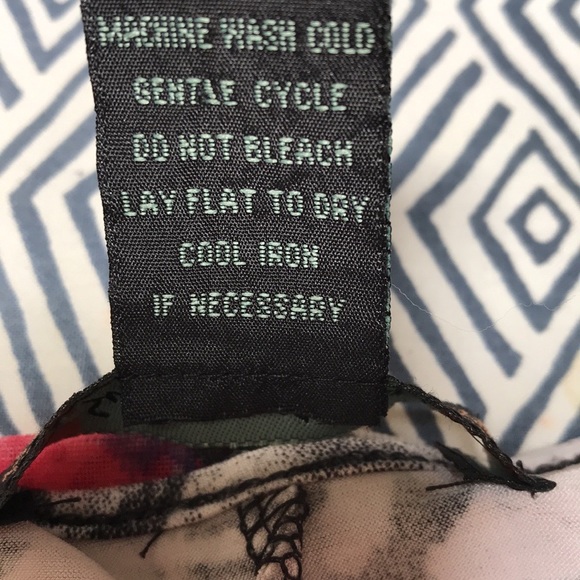 MACHINE WASH COLD
GENTLE CYCLE
DO NOT BLEACH
LAY FLAT TO DRY
COOL IRON
IF NECESSARY